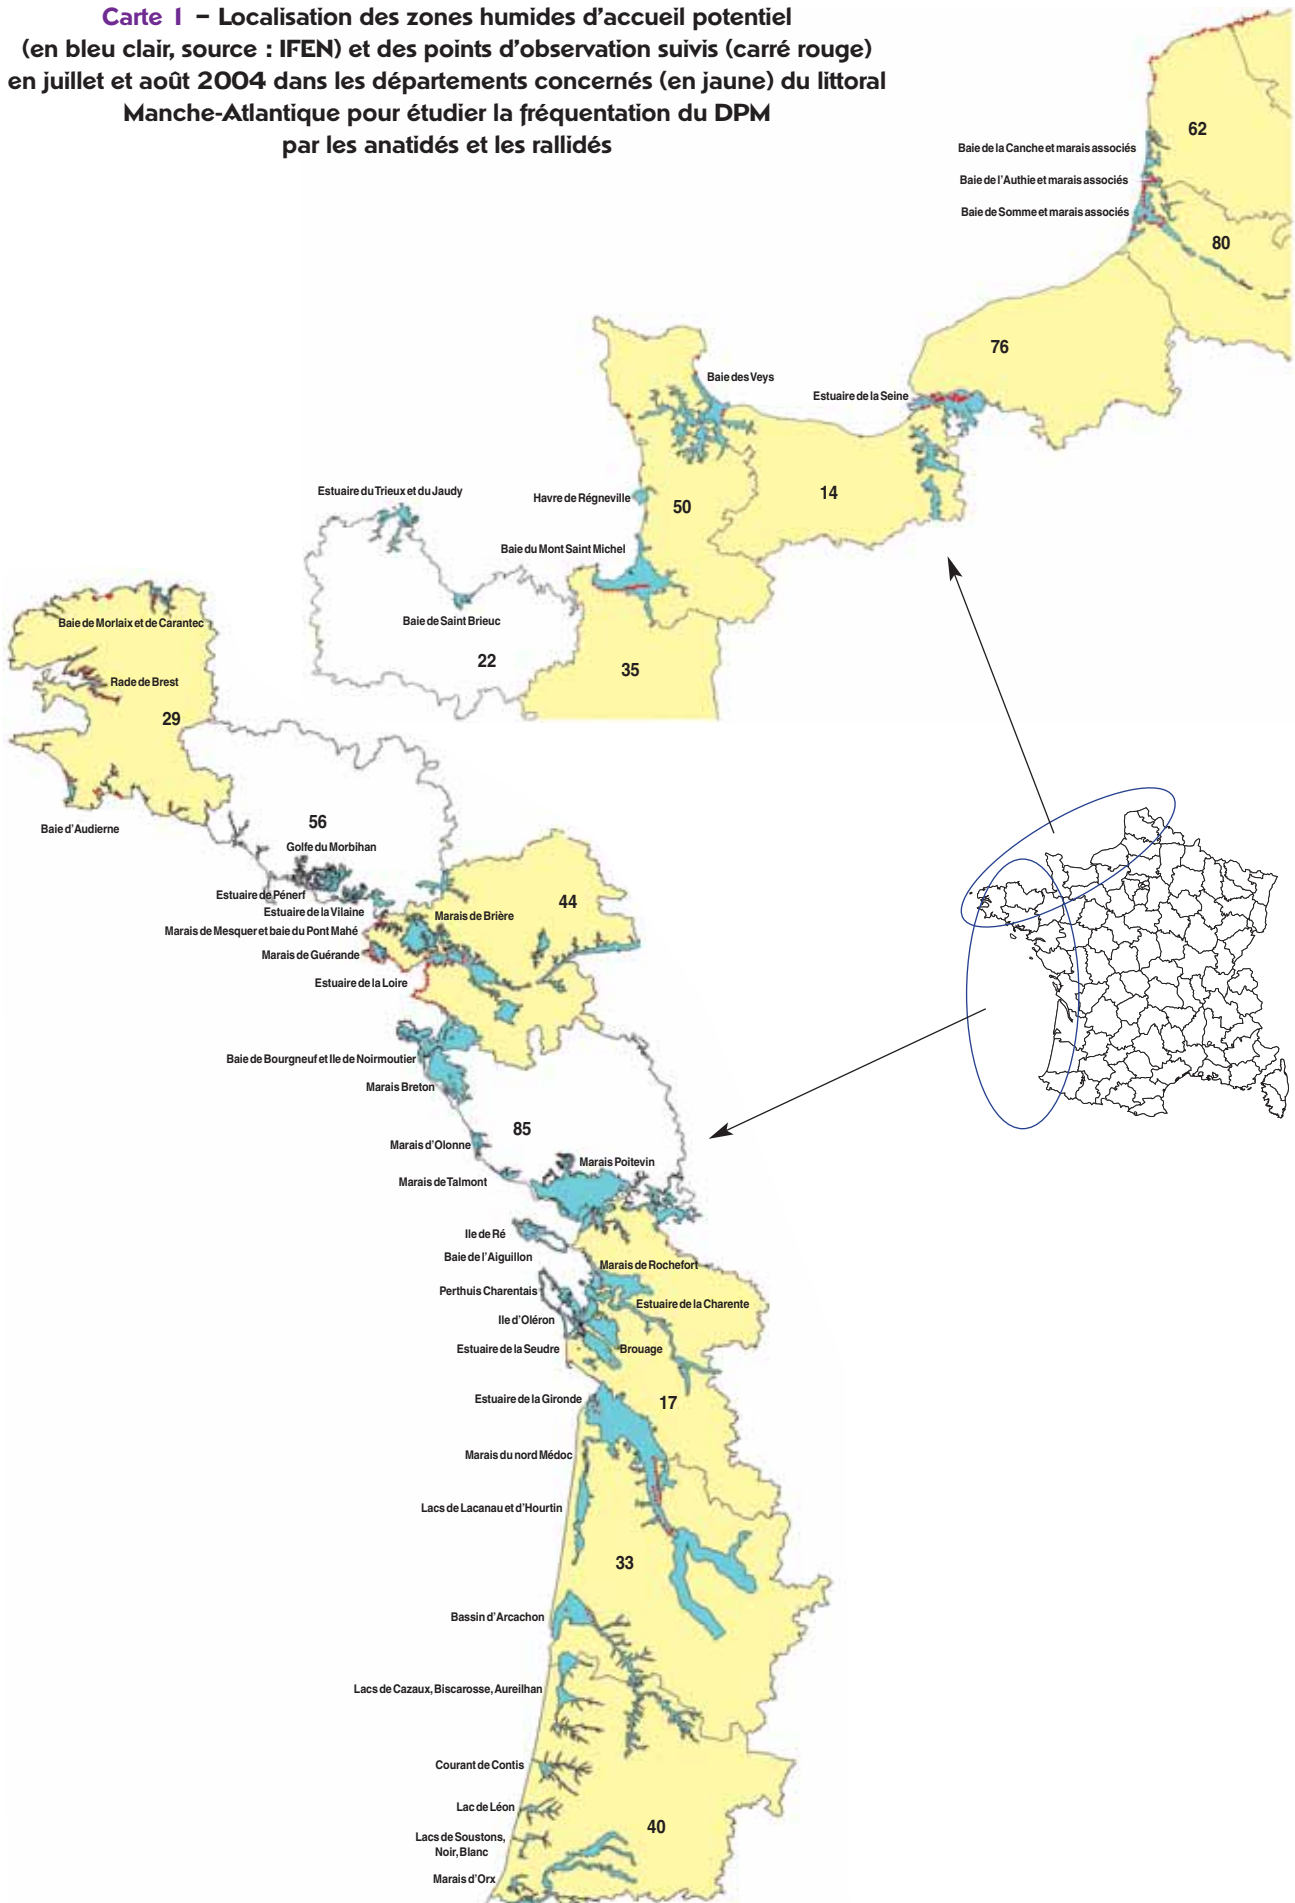 Carte 1 – Localisation des zones humides d'accueil potentiel
(en bleu clair, source : IFEN) et des points d'observation suivis (carré rouge)
en juillet et août 2004 dans les départements concernés (en jaune) du littoral
Manche-Atlantique pour étudier la fréquentation du DPM
par les anatidés et les rallidés
62
Baie de la Canche et marais associés
Baie de l'Authie et marais associés
Baie de Somme et marais associés
80
76
Baie des Veys
Estuaire de la Seine
Estuaire du Trieux et du Jaudy
Havre de Régneville
50
14
Baie du Mont Saint Michel
Baie de Saint Brieuc
22
35
Baie de Morlaix et de Carantec
Rade de Brest
29
Baie d'Audierne
56
Golfe du Morbihan
Estuaire de Pénerf
Estuaire de la Vilaine
44
Marais de Brière
Marais de Mesquer et baie du Pont Mahé
Marais de Guérande
Estuaire de la Loire
Baie de Bourgneuf et Ile de Noirmoutier
Marais Breton
85
Marais d'Olonne
Marais Poitevin
Marais de Talmont
Ile de Ré
Baie de l'Aiguillon
Marais de Rochefort
Perthuis Charentais
Estuaire de la Charente
Ile d'Oléron
Estuaire de la Seudre
Brouage
Estuaire de la Gironde
17
Marais du nord Médoc
Lacs de Lacanau et d'Hourtin
33
Bassin d'Arcachon
Lacs de Cazaux, Biscarosse, Aureilhan
Courant de Contis
Lac de Léon
40
Lacs de Soustons,
Noir, Blanc
Marais d'Orx